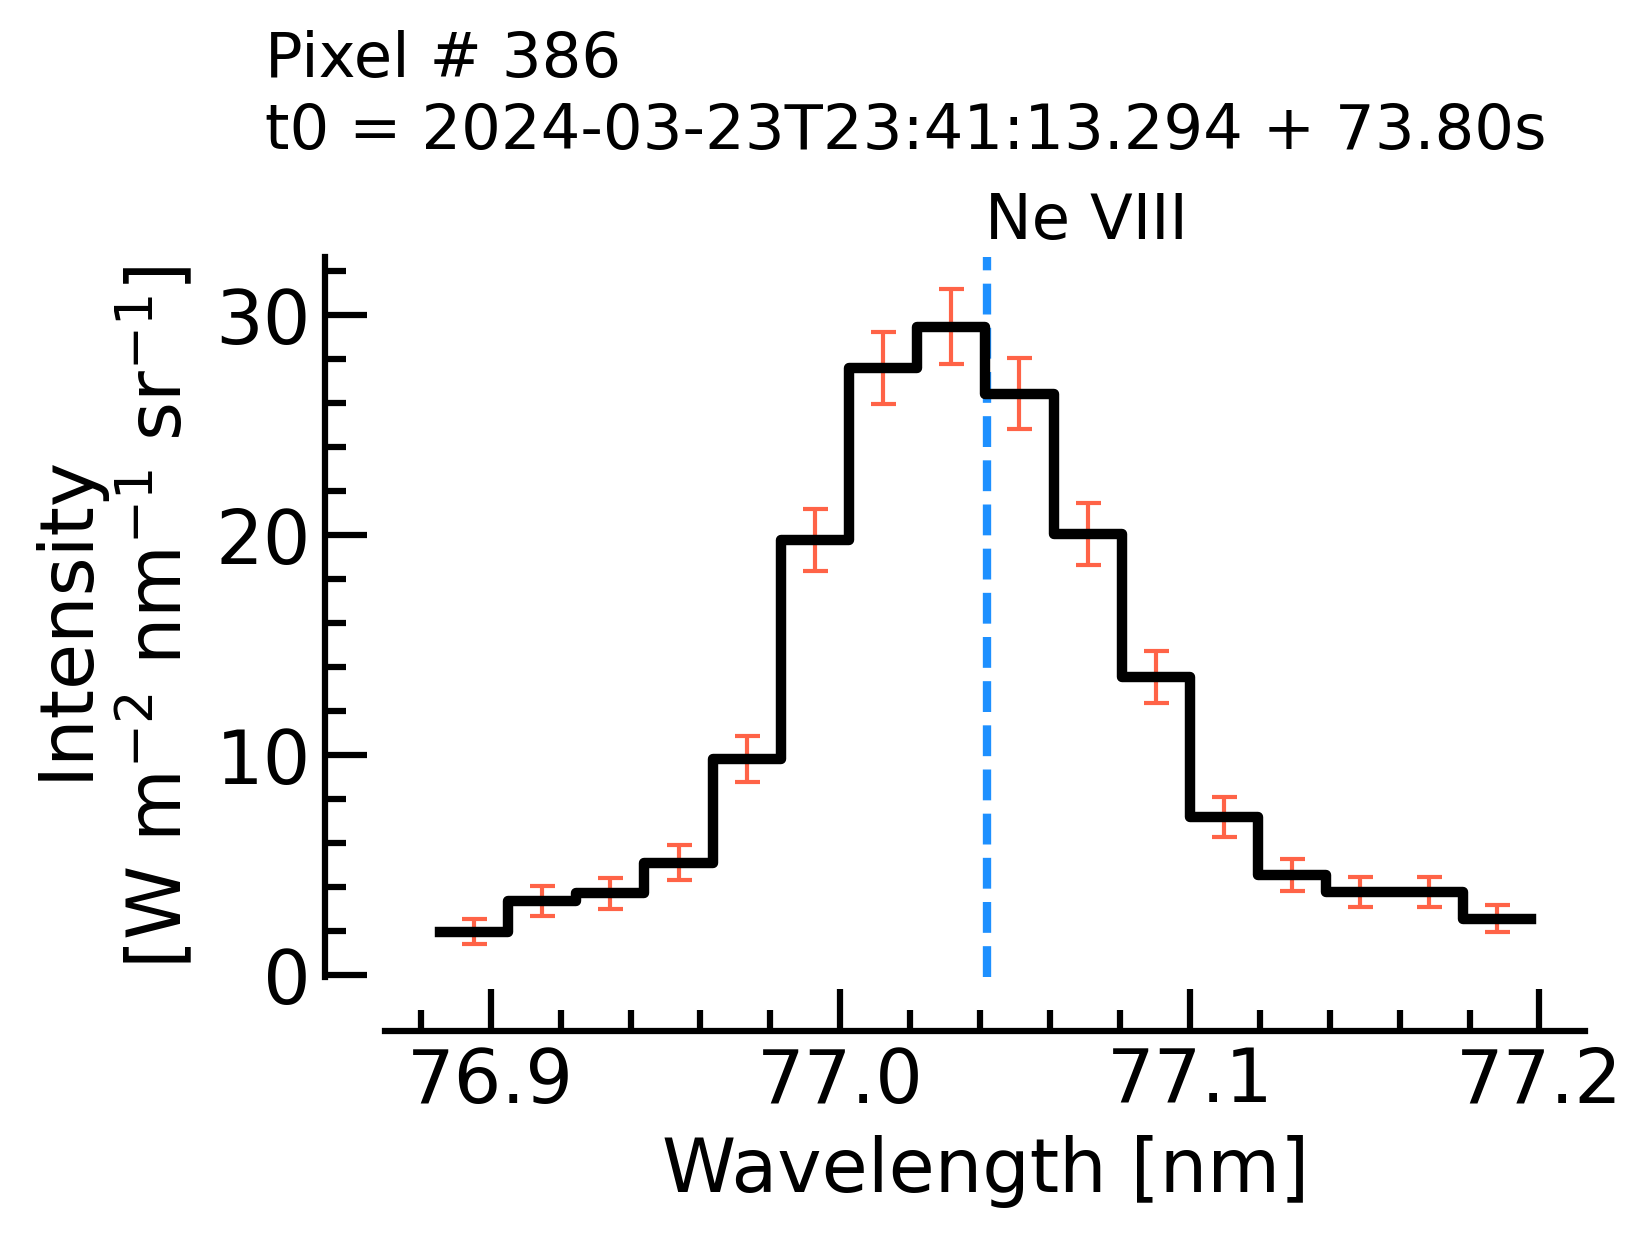 Pixel # 386
t0 = 2024-03-23T23:41:13.294 + 73.80s
Ne VIII
Intensity
[W m⁻² nm⁻¹ sr⁻¹]
30
20
10
0
76.9 77.0 77.1 77.2
Wavelength [nm]